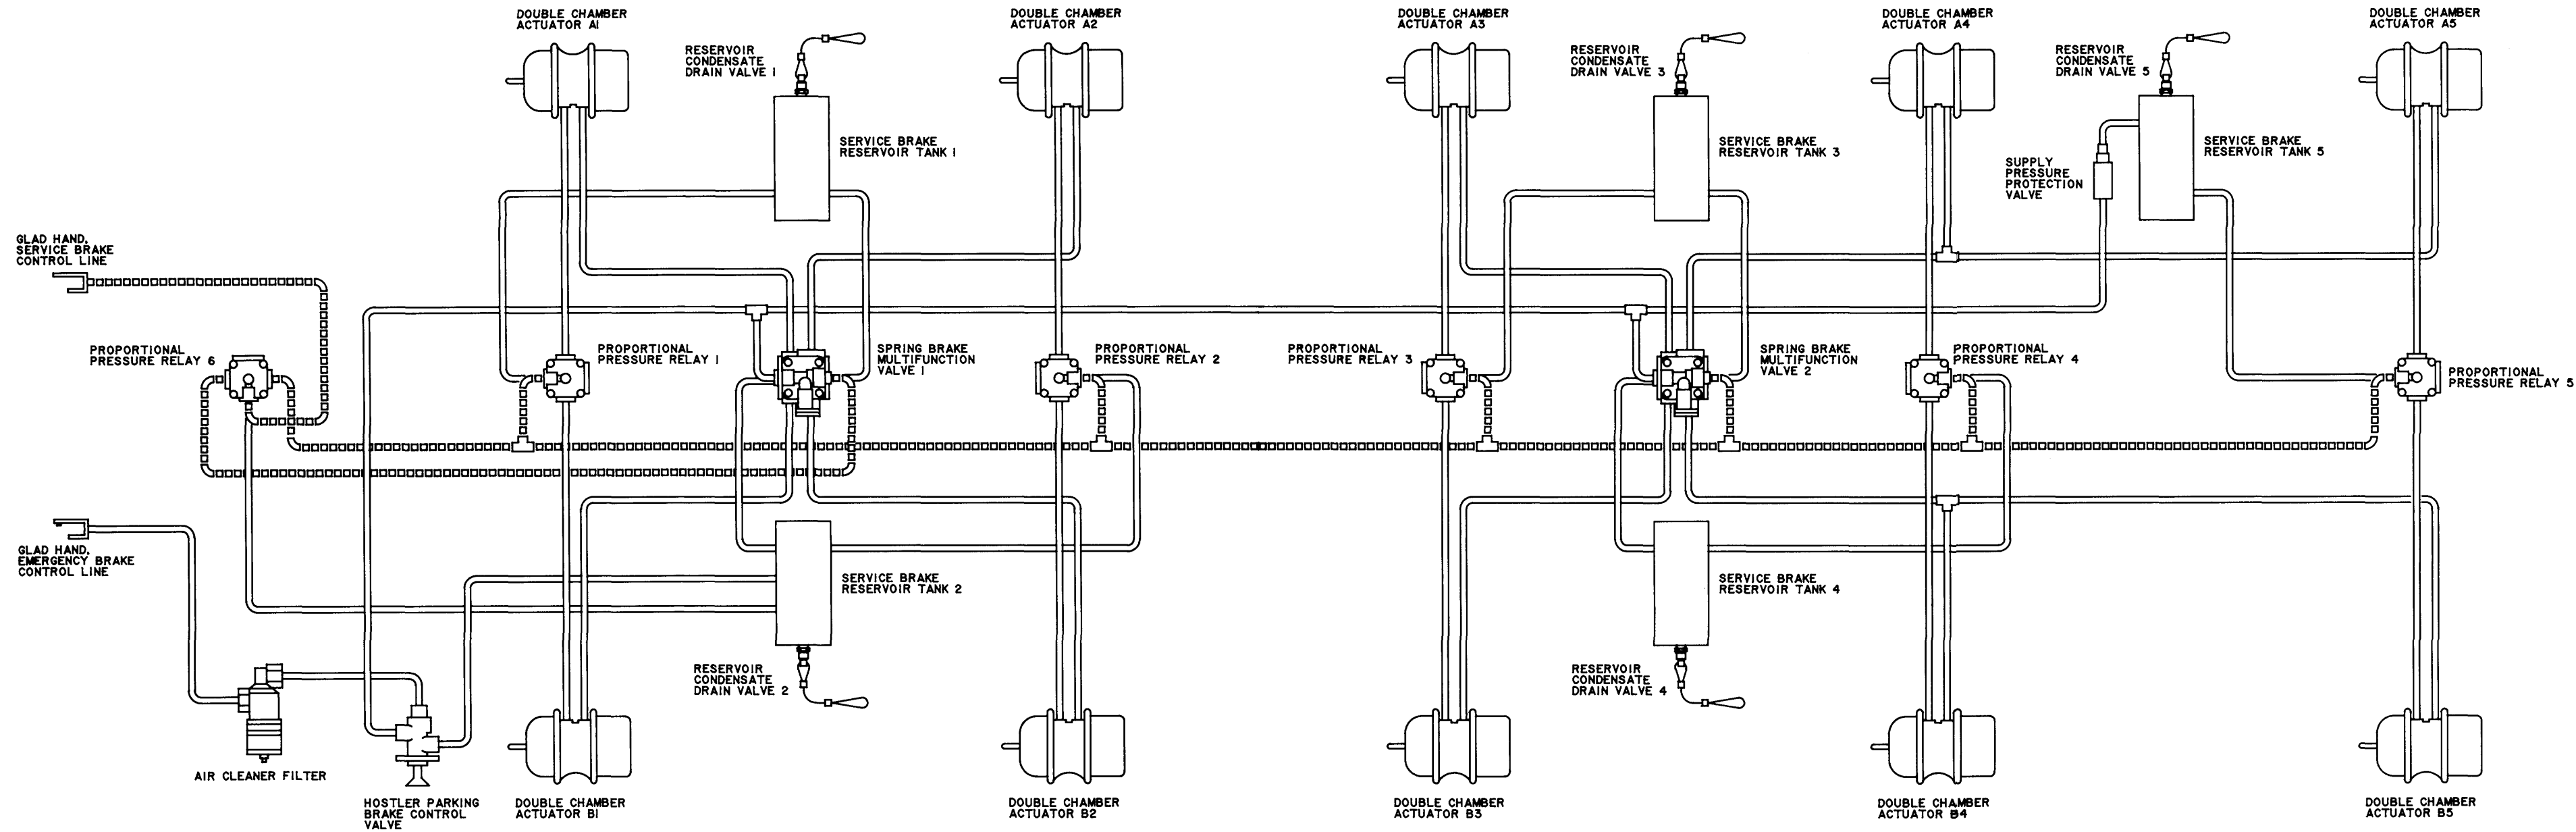 DOUBLE CHAMBER
ACTUATOR A1
DOUBLE CHAMBER
ACTUATOR A2
DOUBLE CHAMBER
ACTUATOR A3
DOUBLE CHAMBER
ACTUATOR A4
DOUBLE CHAMBER
ACTUATOR A5
RESERVOIR
CONDENSATE
DRAIN VALVE 1
RESERVOIR
CONDENSATE
DRAIN VALVE 3
RESERVOIR
CONDENSATE
DRAIN VALVE 5
SERVICE BRAKE
RESERVOIR TANK 1
SERVICE BRAKE
RESERVOIR TANK 3
SUPPLY
PRESSURE
PROTECTION
VALVE
SERVICE BRAKE
RESERVOIR TANK 5
GLAD HAND,
SERVICE BRAKE
CONTROL LINE
PROPORTIONAL
PRESSURE RELAY 6
PROPORTIONAL
PRESSURE RELAY 1
SPRING BRAKE
MULTIFUNCTION
VALVE 1
PROPORTIONAL
PRESSURE RELAY 2
PROPORTIONAL
PRESSURE RELAY 3
SPRING BRAKE
MULTIFUNCTION
VALVE 2
PROPORTIONAL
PRESSURE RELAY 4
PROPORTIONAL
PRESSURE RELAY 5
GLAD HAND,
EMERGENCY BRAKE
CONTROL LINE
SERVICE BRAKE
RESERVOIR TANK 2
SERVICE BRAKE
RESERVOIR TANK 4
RESERVOIR
CONDENSATE
DRAIN VALVE 2
RESERVOIR
CONDENSATE
DRAIN VALVE 4
AIR CLEANER FILTER
HOSTLER PARKING
BRAKE CONTROL
VALVE
DOUBLE CHAMBER
ACTUATOR B1
DOUBLE CHAMBER
ACTUATOR B2
DOUBLE CHAMBER
ACTUATOR B3
DOUBLE CHAMBER
ACTUATOR B4
DOUBLE CHAMBER
ACTUATOR B5